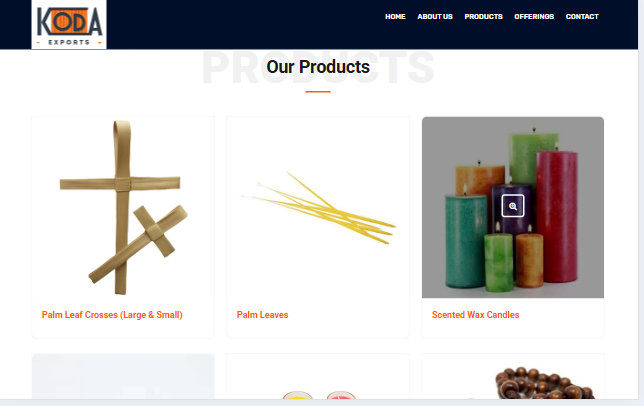 KODA
- EXPORTS -
HOME ABOUT US PRODUCTS OFFERINGS CONTACT
PRODUCTS
Our Products
Palm Leaf Crosses (Large & Small)
Palm Leaves
Scented Wax Candles